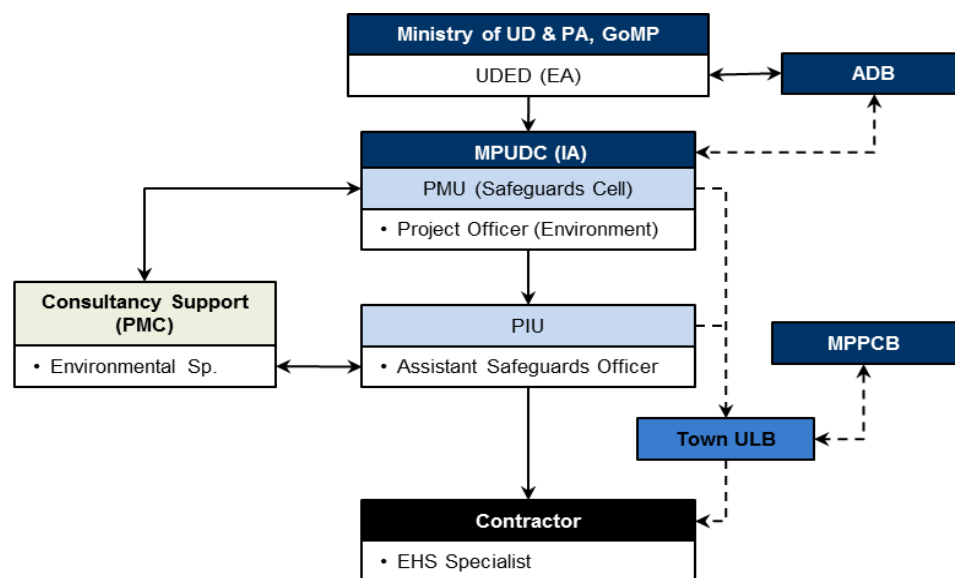 Ministry of UD & PA, GoMP
UDED (EA)
ADB
MPUDC (IA)
PMU (Safeguards Cell)
• Project Officer (Environment)
Consultancy Support
(PMC)
• Environmental Sp.
PIU
• Assistant Safeguards Officer
MPPCB
Town ULB
Contractor
• EHS Specialist